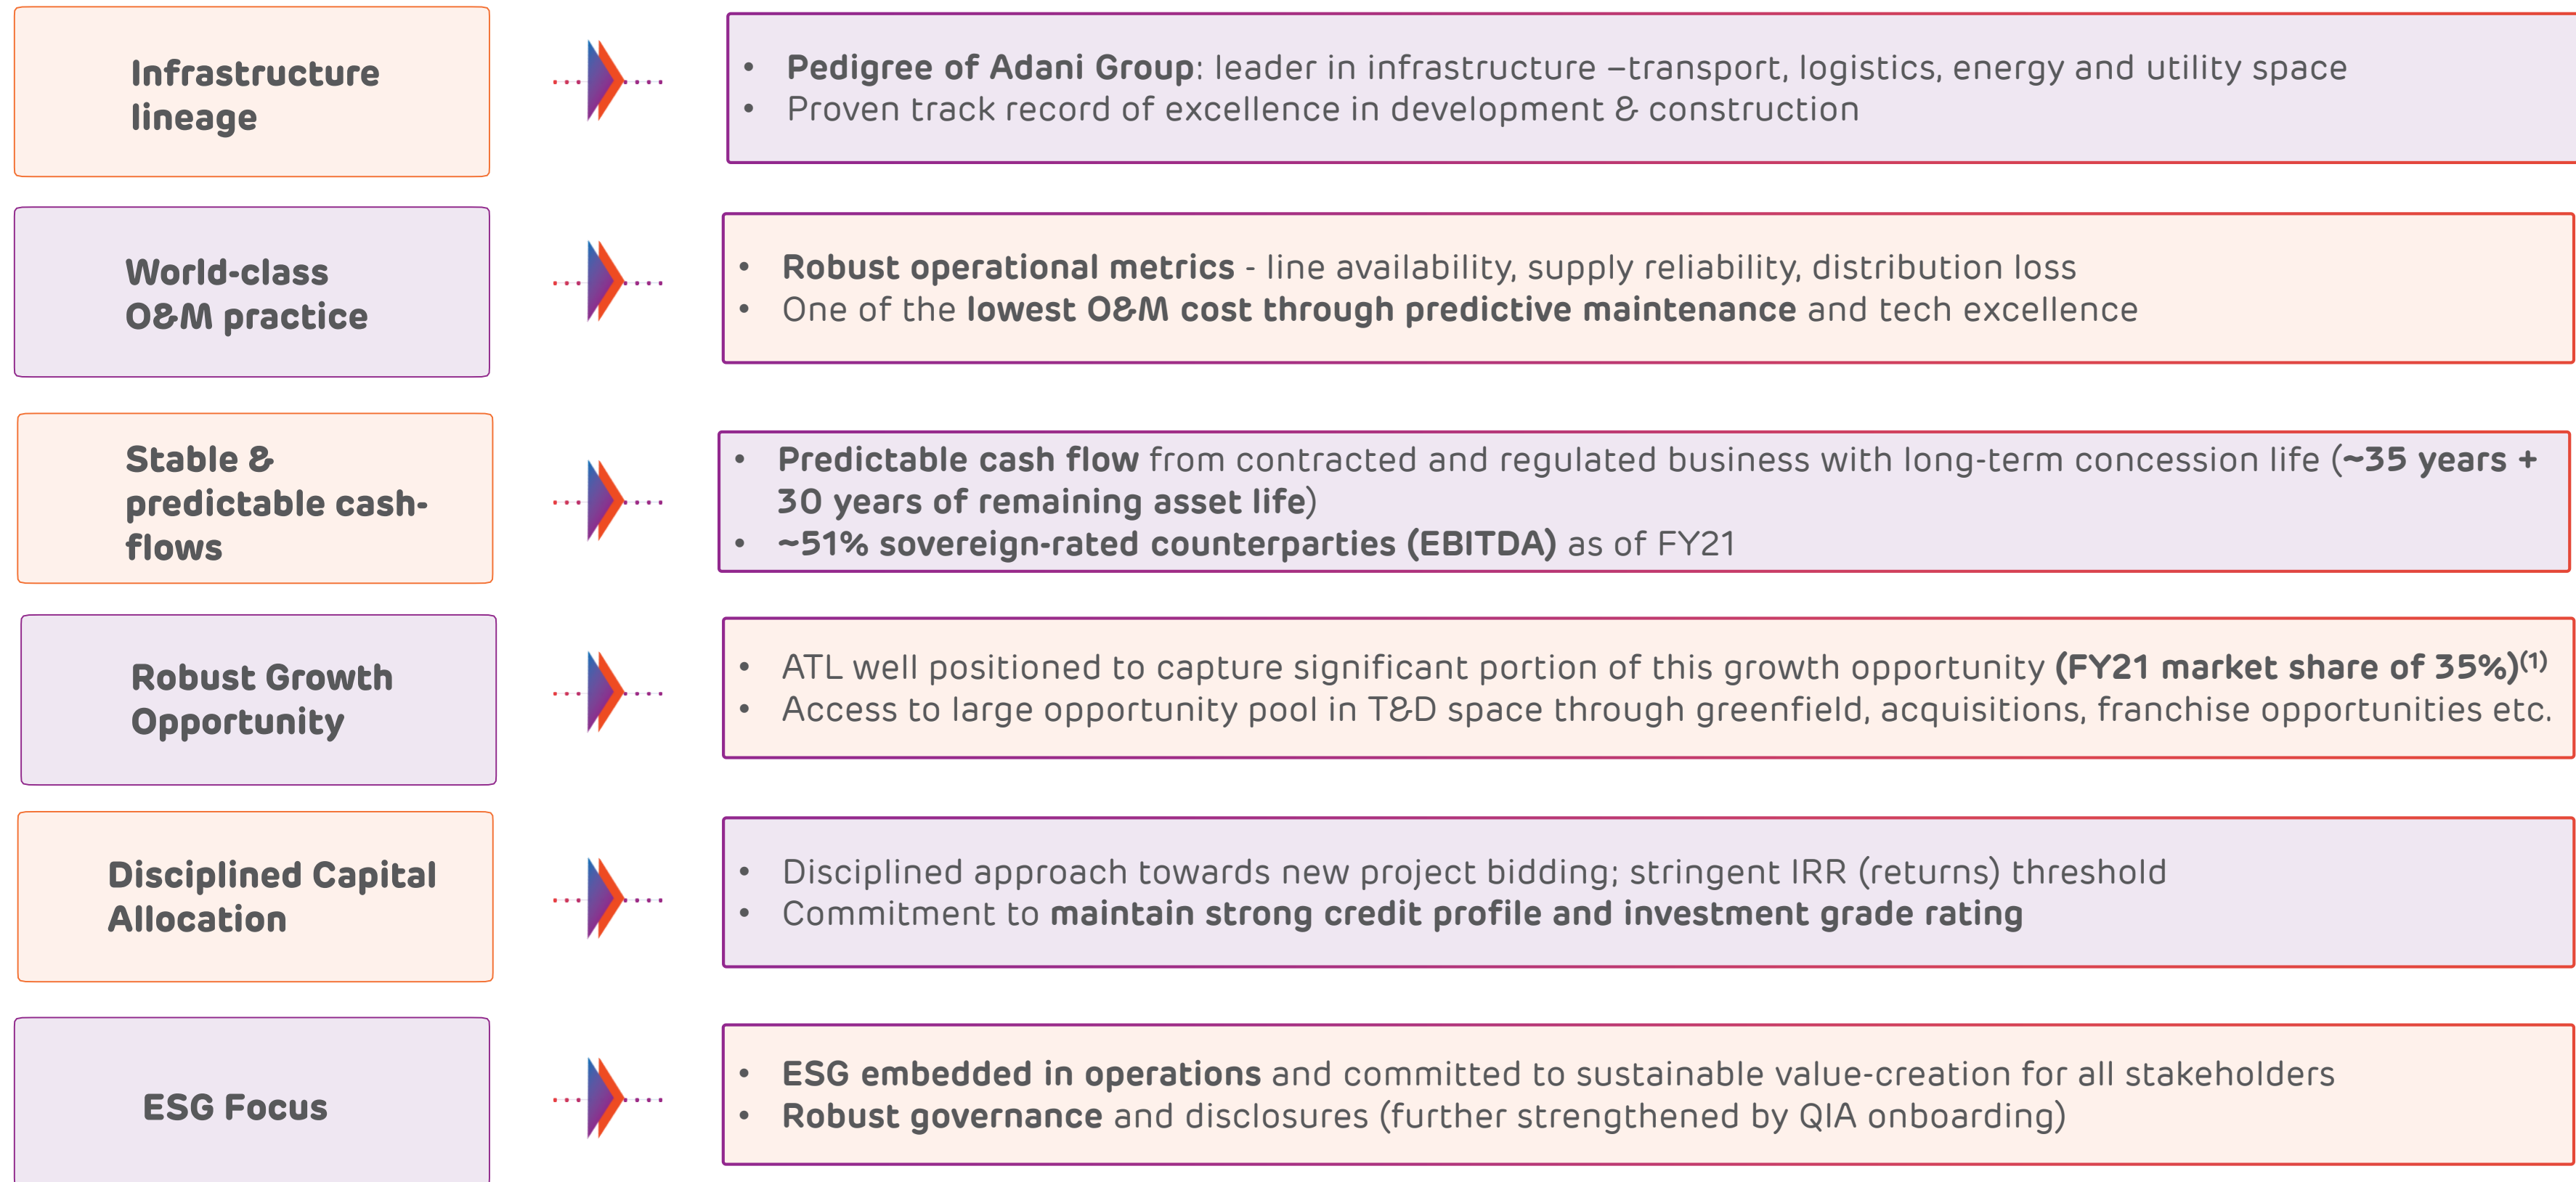 Infrastructure
lineage
• Pedigree of Adani Group: leader in infrastructure –transport, logistics, energy and utility space
• Proven track record of excellence in development & construction
World-class
O&M practice
• Robust operational metrics - line availability, supply reliability, distribution loss
• One of the lowest O&M cost through predictive maintenance and tech excellence
Stable &
predictable cash-
flows
• Predictable cash flow from contracted and regulated business with long-term concession life (~35 years +
30 years of remaining asset life)
• ~51% sovereign-rated counterparties (EBITDA) as of FY21
Robust Growth
Opportunity
• ATL well positioned to capture significant portion of this growth opportunity (FY21 market share of 35%)(1)
• Access to large opportunity pool in T&D space through greenfield, acquisitions, franchise opportunities etc.
Disciplined Capital
Allocation
• Disciplined approach towards new project bidding; stringent IRR (returns) threshold
• Commitment to maintain strong credit profile and investment grade rating
ESG Focus
• ESG embedded in operations and committed to sustainable value-creation for all stakeholders
• Robust governance and disclosures (further strengthened by QIA onboarding)